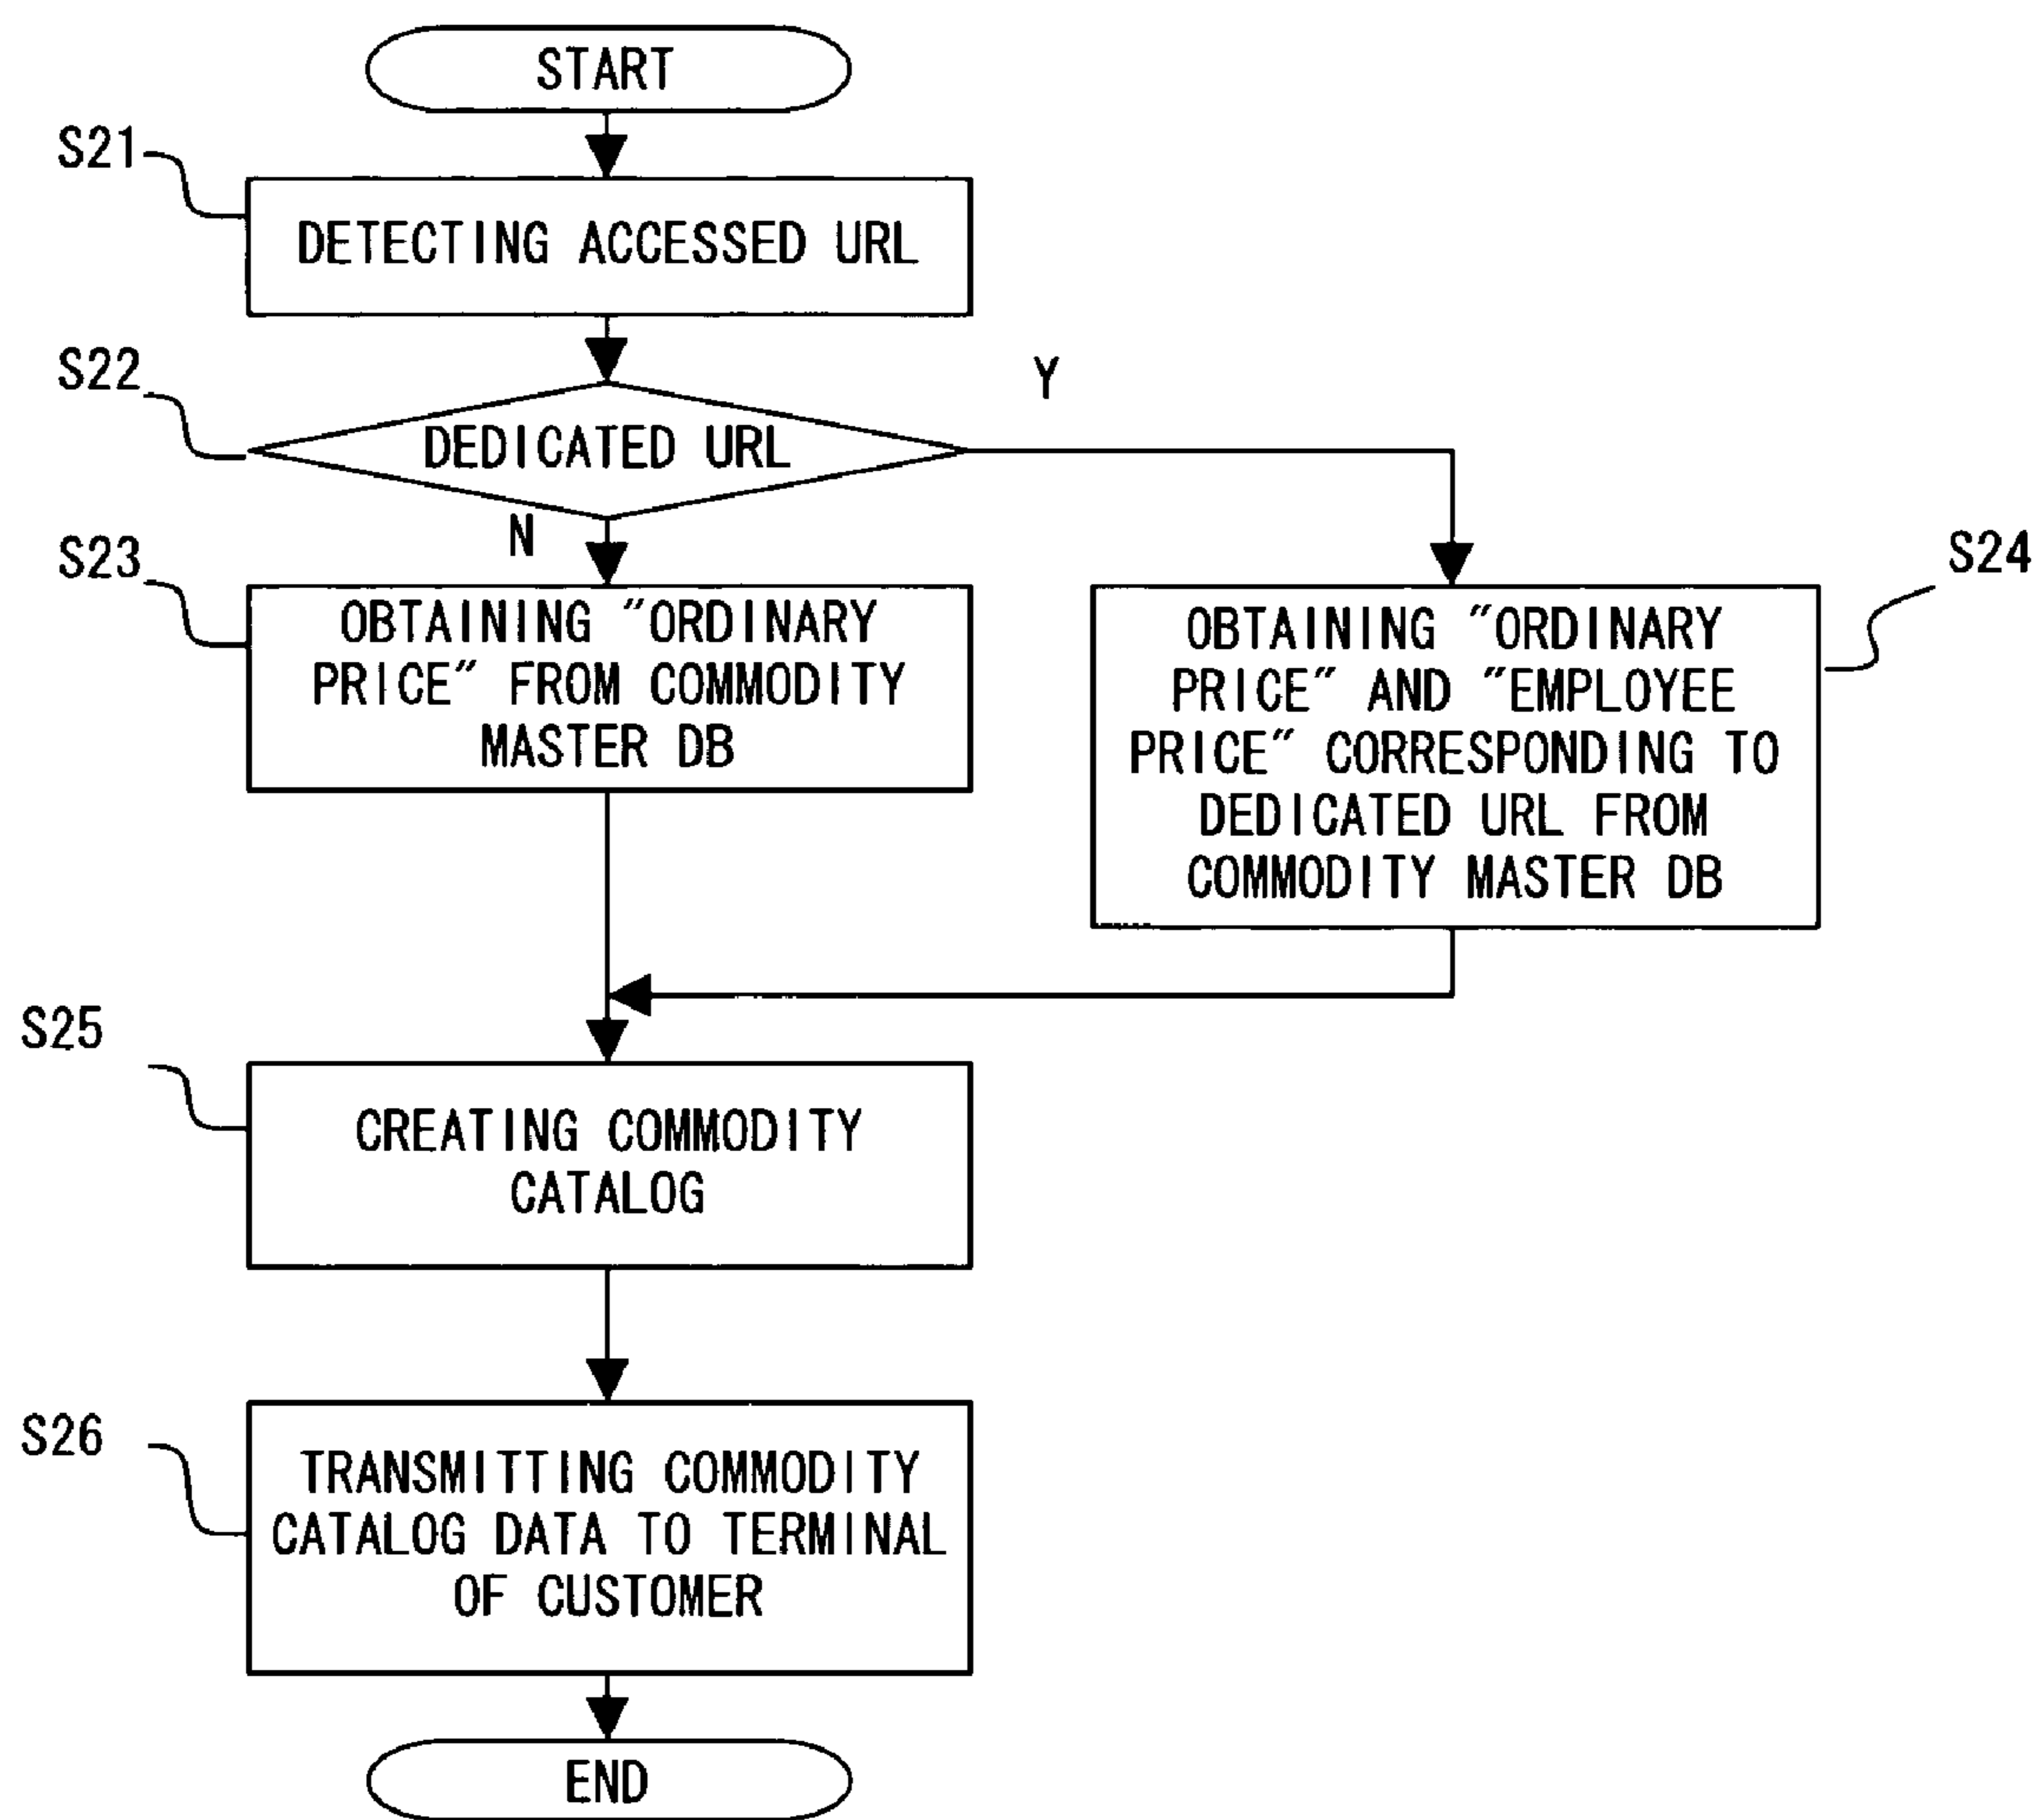 START
S21
DETECTING ACCESSED URL
S22
DEDICATED URL
Y
N
S23
OBTAINING "ORDINARY
PRICE" FROM COMMODITY
MASTER DB
S24
OBTAINING "ORDINARY
PRICE" AND "EMPLOYEE
PRICE" CORRESPONDING TO
DEDICATED URL FROM
COMMODITY MASTER DB
S25
CREATING COMMODITY
CATALOG
S26
TRANSMITTING COMMODITY
CATALOG DATA TO TERMINAL
OF CUSTOMER
END